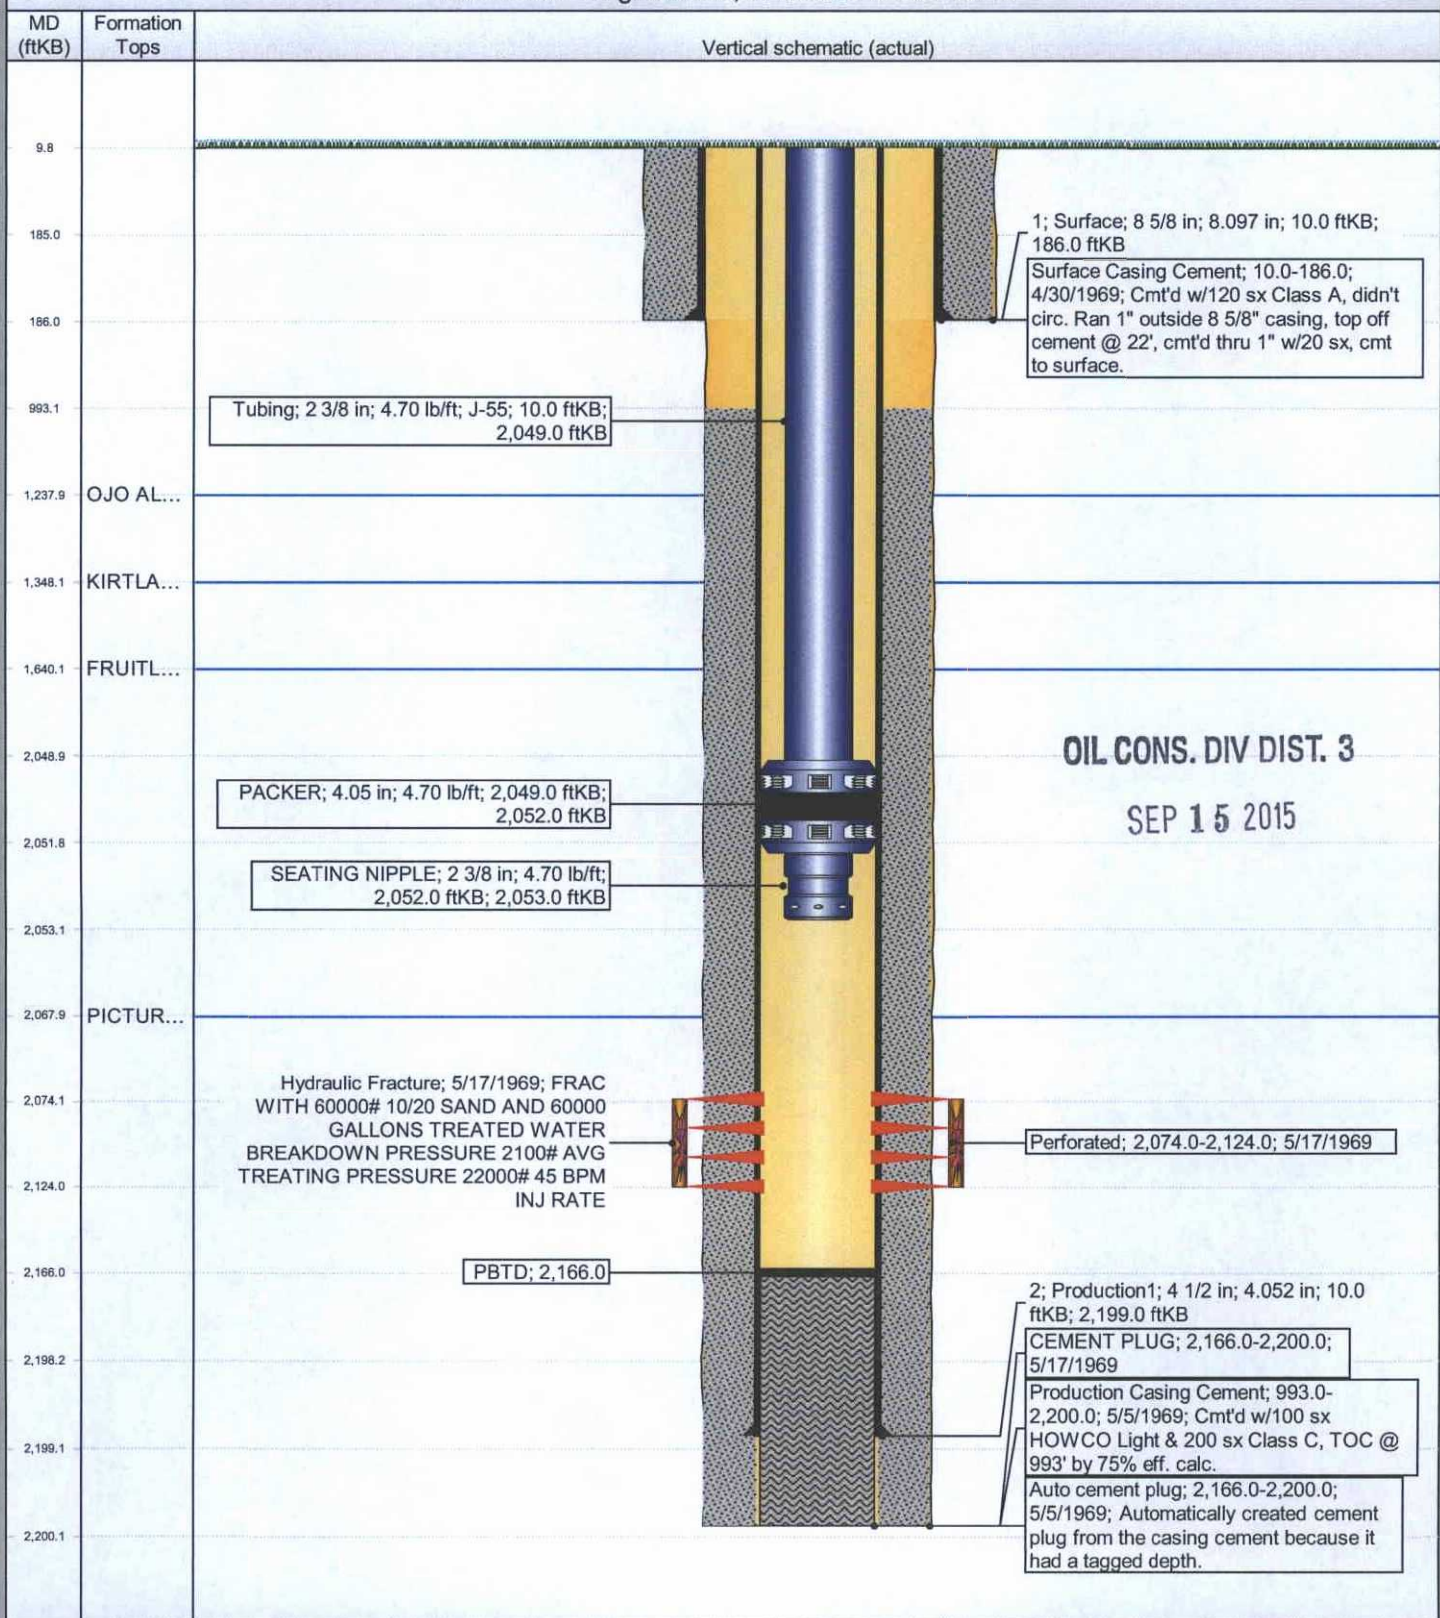 MD
(ftKB)
Formation
Tops
Vertical schematic (actual)
9.8
185.0
1; Surface; 8 5/8 in; 8.097 in; 10.0 ftKB;
186.0 ftKB
Surface Casing Cement; 10.0-186.0;
4/30/1969; Cmt'd w/120 sx Class A, didn't
circ. Ran 1" outside 8 5/8" casing, top off
cement @ 22', cmt'd thru 1" w/20 sx, cmt
to surface.
186.0
993.1
Tubing; 2 3/8 in; 4.70 lb/ft; J-55; 10.0 ftKB;
2,049.0 ftKB
1,237.9
OJO AL...
1,348.1
KIRTLA...
1,640.1
FRUITL...
2,048.9
OIL CONS. DIV DIST. 3
SEP 15 2015
PACKER; 4.05 in; 4.70 lb/ft; 2,049.0 ftKB;
2,052.0 ftKB
2,051.8
SEATING NIPPLE; 2 3/8 in; 4.70 lb/ft;
2,052.0 ftKB; 2,053.0 ftKB
2,053.1
2,067.9
PICTUR...
Hydraulic Fracture; 5/17/1969; FRAC
WITH 60000# 10/20 SAND AND 60000
GALLONS TREATED WATER
BREAKDOWN PRESSURE 2100# AVG
TREATING PRESSURE 22000# 45 BPM
INJ RATE
2,074.1
Perforated; 2,074.0-2,124.0; 5/17/1969
2,124.0
PBTD; 2,166.0
2,166.0
2; Production1; 4 1/2 in; 4.052 in; 10.0
ftKB; 2,199.0 ftKB
CEMENT PLUG; 2,166.0-2,200.0;
5/17/1969
2,198.2
Production Casing Cement; 993.0-
2,200.0; 5/5/1969; Cmt'd w/100 sx
HOWCO Light & 200 sx Class C, TOC @
993' by 75% eff. calc.
2,199.1
Auto cement plug; 2,166.0-2,200.0;
5/5/1969; Automatically created cement
plug from the casing cement because it
had a tagged depth.
2,200.1